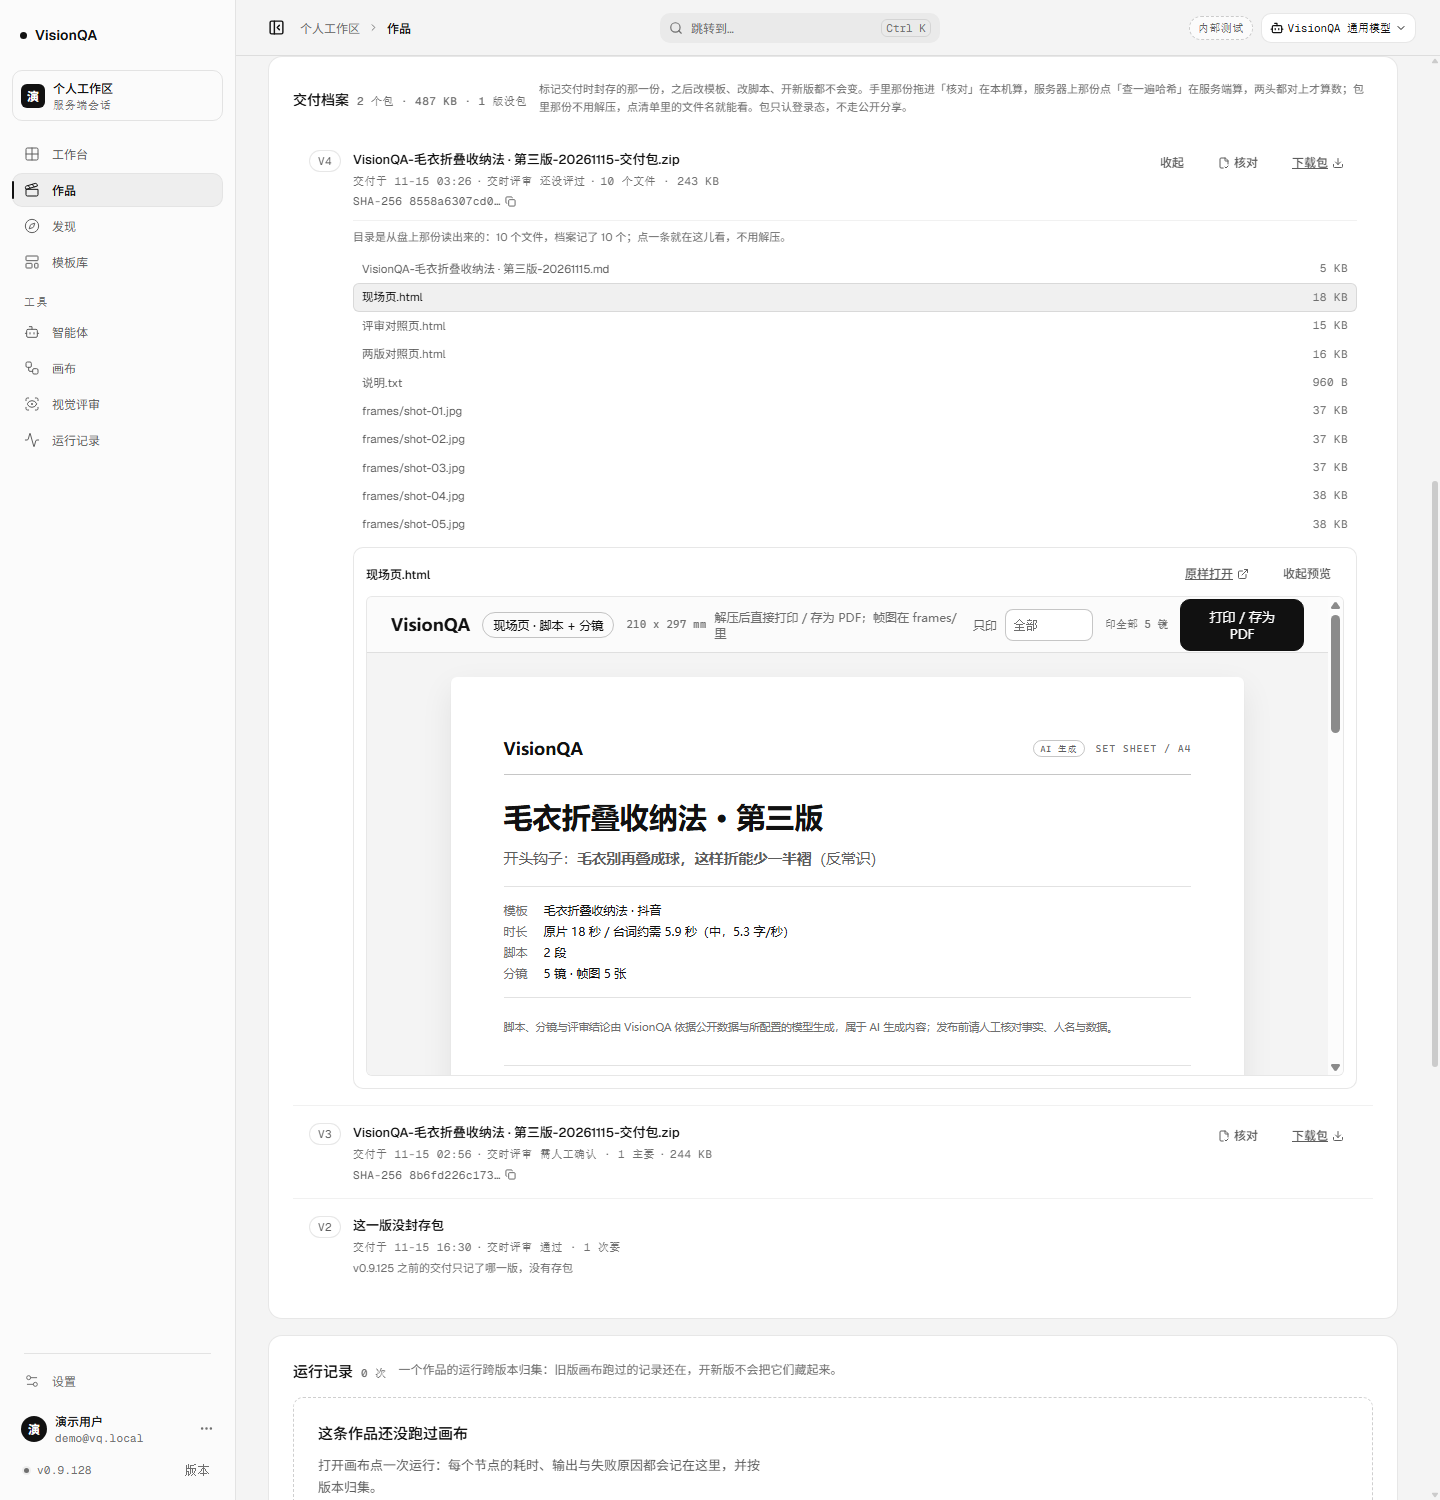 VisionQA
个人工作区
作品
跳转到…
Ctrl K
内部测试
VisionQA 通用模型
演
个人工作区
服务端会话
工作台
作品
发现
模板库
工具
智能体
画布
视觉评审
运行记录
设置
演
演示用户
demo@vq.local
v0.9.128
版本
交付档案 2 个包 · 487 KB · 1 版没包
标记交付时封存的那一份，之后改模板、改脚本、开新版都不会变。手里那份拖进「核对」在本机算，服务器上那份点「查一遍哈希」在服务端算，两头都对上才算数；包
里那份不用解压，点清单里的文件名就能看。包只认登录态，不走公开分享。
V4
VisionQA-毛衣折叠收纳法 · 第三版-20261115-交付包.zip
收起
核对
下载包
交付于 11-15 03:26 · 交时评审 还没评过 · 10 个文件 · 243 KB
SHA-256 8558a6307cd0…
目录是从盘上那份读出来的：10 个文件，档案记了 10 个；点一条就在这儿看，不用解压。
VisionQA-毛衣折叠收纳法 · 第三版-20261115.md 5 KB
现场页.html 18 KB
评审对照页.html 15 KB
两版对照页.html 16 KB
说明.txt 960 B
frames/shot-01.jpg 37 KB
frames/shot-02.jpg 37 KB
frames/shot-03.jpg 37 KB
frames/shot-04.jpg 38 KB
frames/shot-05.jpg 38 KB
现场页.html
原样打开
收起预览
VisionQA
现场页 · 脚本 + 分镜
210 x 297 mm
解压后直接打印 / 存为 PDF；帧图在 frames/
里
只印
全部
印全部 5 镜
打印 / 存为
PDF
VisionQA
AI 生成
SET SHEET / A4
毛衣折叠收纳法 · 第三版
开头钩子：毛衣别再叠成球，这样折能少一半褶（反常识）
模板 毛衣折叠收纳法 · 抖音
时长 原片 18 秒 / 台词约需 5.9 秒（中，5.3 字/秒）
脚本 2 段
分镜 5 镜 · 帧图 5 张
脚本、分镜与评审结论由 VisionQA 依据公开数据与所配置的模型生成，属于 AI 生成内容；发布前请人工核对事实、人名与数据。
V3
VisionQA-毛衣折叠收纳法 · 第三版-20261115-交付包.zip
核对
下载包
交付于 11-15 02:56 · 交时评审 需人工确认 · 1 主要 · 244 KB
SHA-256 8b6fd226c173…
V2
这一版没封存包
交付于 11-15 16:30 · 交时评审 通过 · 1 次要
v0.9.125 之前的交付只记了哪一版，没有存包
运行记录 0 次
一个作品的运行跨版本归集：旧版画布跑过的记录还在，开新版不会把它们藏起来。
这条作品还没跑过画布
打开画布点一次运行：每个节点的耗时、输出与失败原因都会记在这里，并按
版本归集。